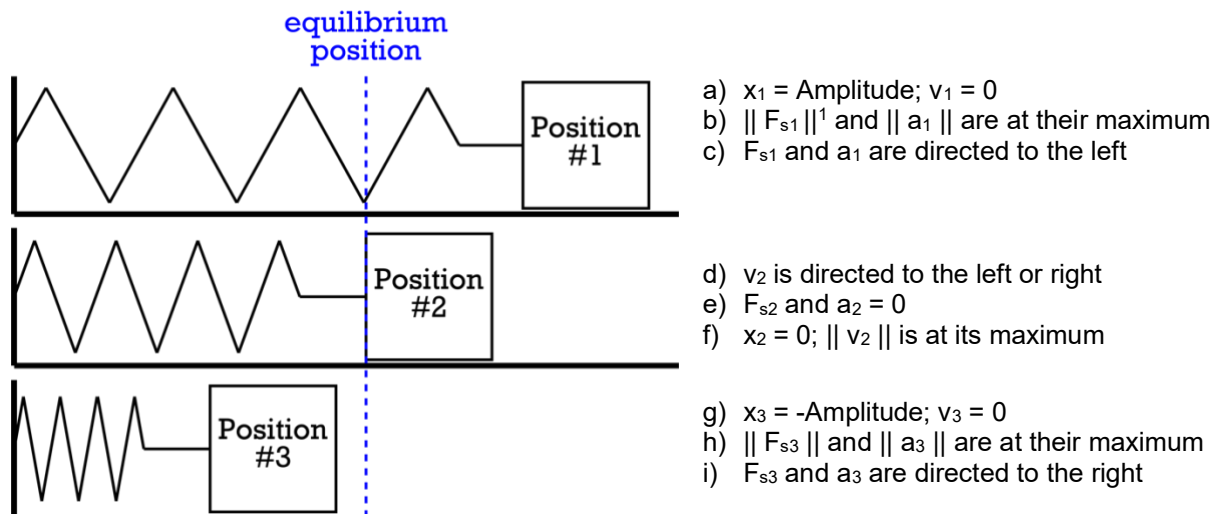 equilibrium
position
Position
#1
a) x₁ = Amplitude; v₁ = 0
b) || Fₛ₁ ||¹ and || a₁ || are at their maximum
c) Fₛ₁ and a₁ are directed to the left
Position
#2
d) v₂ is directed to the left or right
e) Fₛ₂ and a₂ = 0
f) x₂ = 0; || v₂ || is at its maximum
Position
#3
g) x₃ = -Amplitude; v₃ = 0
h) || Fₛ₃ || and || a₃ || are at their maximum
i) Fₛ₃ and a₃ are directed to the right